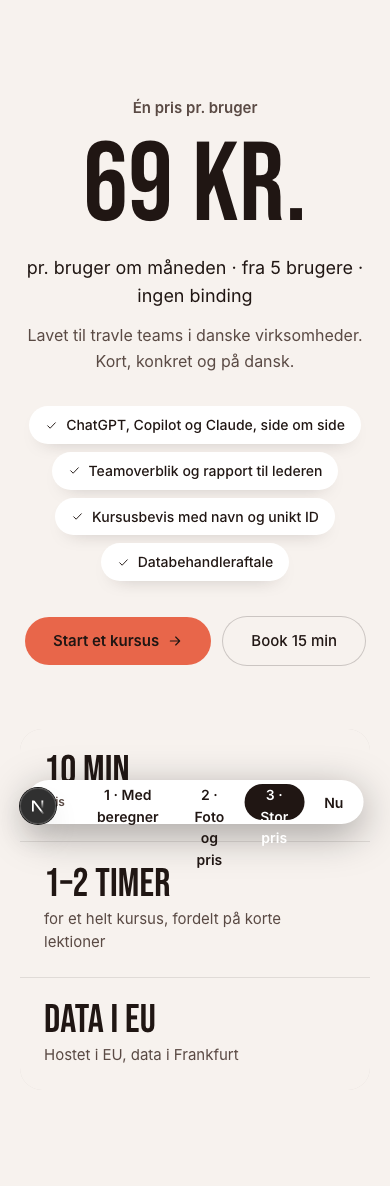 Én pris pr. bruger
69 KR.
pr. bruger om måneden · fra 5 brugere ·
ingen binding
Lavet til travle teams i danske virksomheder.
Kort, konkret og på dansk.
ChatGPT, Copilot og Claude, side om side
Teamoverblik og rapport til lederen
Kursusbevis med navn og unikt ID
Databehandleraftale
Start et kursus →
Book 15 min
10 MIN
N
1 · Med
beregner
2 ·
Foto
og
pris
3 ·
Stor
pris
Nu
1–2 TIMER
for et helt kursus, fordelt på korte
lektioner
DATA I EU
Hostet i EU, data i Frankfurt